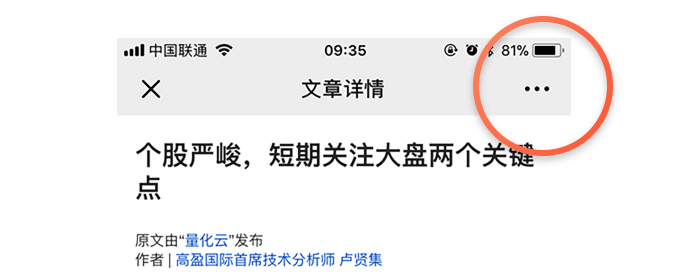 中国联通 09:35 81%
文章详情
个股严峻，短期关注大盘两个关键
点
原文由“量化云”发布
作者 | 高盈国际首席技术分析师 卢贤集